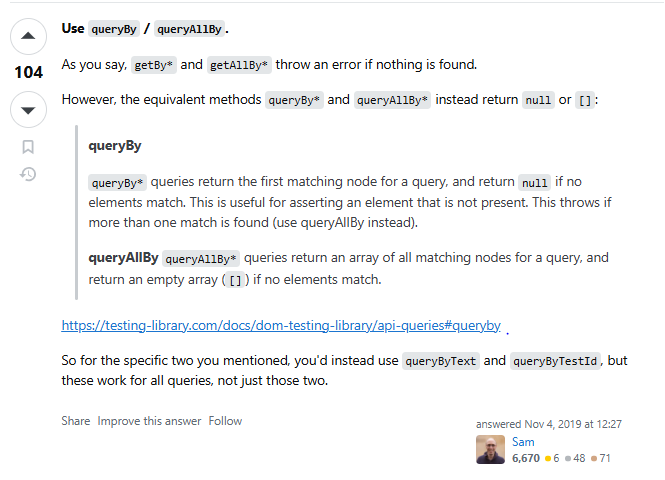 Use queryBy / queryAllBy.
As you say, getBy* and getAllBy* throw an error if nothing is found.
104
However, the equivalent methods queryBy* and queryAllBy* instead return null or []:
queryBy
queryBy* queries return the first matching node for a query, and return null if no
elements match. This is useful for asserting an element that is not present. This throws if
more than one match is found (use queryAllBy instead).
queryAllBy queryAllBy* queries return an array of all matching nodes for a query, and
return an empty array ([]) if no elements match.
https://testing-library.com/docs/dom-testing-library/api-queries#queryby .
So for the specific two you mentioned, you'd instead use queryByText and queryByTestId, but
these work for all queries, not just those two.
Share Improve this answer Follow
answered Nov 4, 2019 at 12:27
Sam
6,670 6 48 71